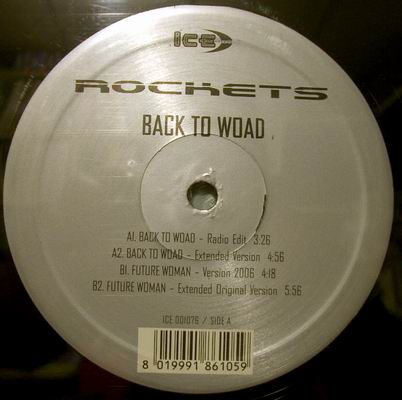 ICE
ROCKETS
BACK TO WOAD
A1. BACK TO WOAD - Radio Edit 3:26
A2. BACK TO WOAD - Extended Version 4:56
B1. FUTURE WOMAN - Version 2006 4:18
B2. FUTURE WOMAN - Extended Original Version 5:56
ICE 001076 / SIDE A
8 019991 861059